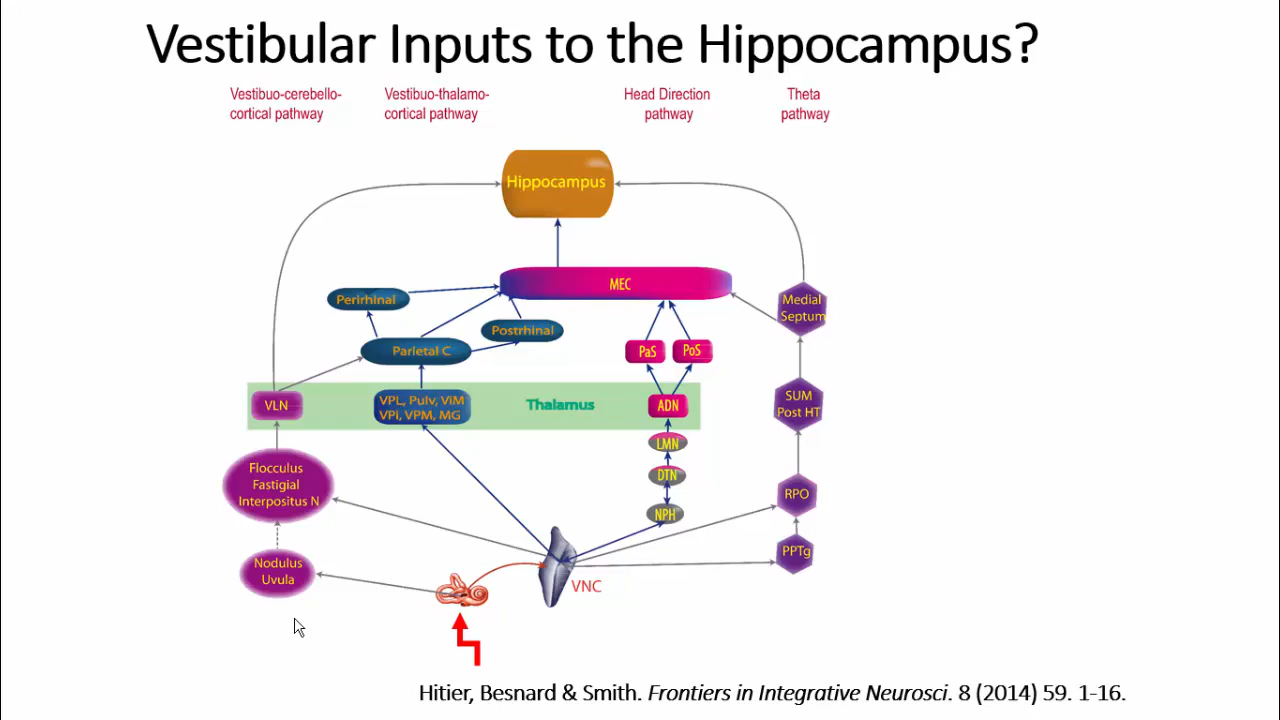 Vestibular Inputs to the Hippocampus?
Vestibuo-cerebello-
cortical pathway
Vestibuo-thalamo-
cortical pathway
Head Direction
pathway
Theta
pathway
Hippocampus
MEC
Perirhinal
Postrhinal
Parietal C
PaS
PoS
Medial
Septum
VLN
VPL, Pulv, ViM
VPi, VPM, MG
Thalamus
ADN
SUM
Post HT
LMN
DTN
NPH
Flocculus
Fastigial
Interpositus N
RPO
PPTg
Nodulus
Uvula
VNC
Hitier, Besnard & Smith. Frontiers in Integrative Neurosci. 8 (2014) 59. 1-16.